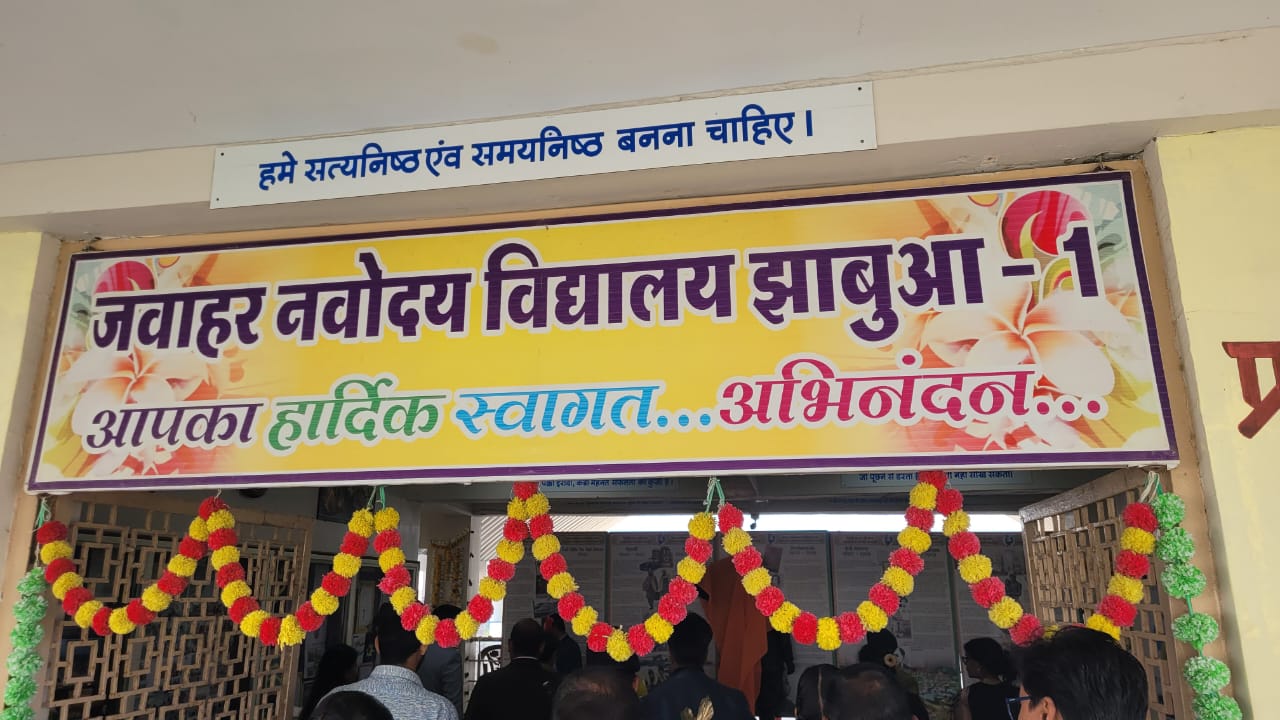 हमे सत्यनिष्ठ एंव समयनिष्ठ बनना चाहिए।
जवाहर नवोदय विद्यालय झाबुआ - 1
आपका हार्दिक स्वागत...अभिनंदन...
प्र